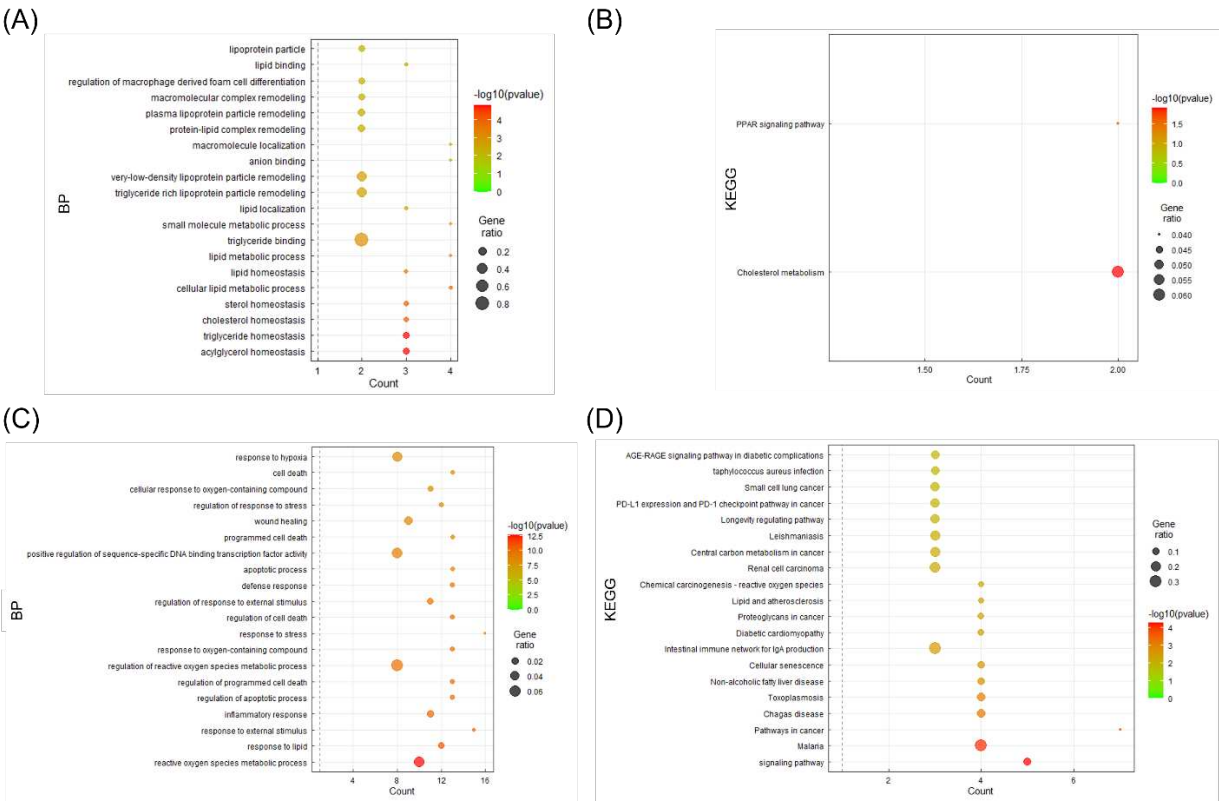 (A)
lipoprotein particle
lipid binding
regulation of macrophage derived foam cell differentiation
macromolecular complex remodeling
plasma lipoprotein particle remodeling
protein-lipid complex remodeling
macromolecule localization
anion binding
very-low-density lipoprotein particle remodeling
triglyceride rich lipoprotein particle remodeling
lipid localization
small molecule metabolic process
triglyceride binding
lipid metabolic process
lipid homeostasis
cellular lipid metabolic process
sterol homeostasis
cholesterol homeostasis
triglyceride homeostasis
acylglycerol homeostasis
BP
1 2 3 4
Count
-log10(pvalue)
4
3
2
1
0
Gene
ratio
0.2
0.4
0.6
0.8
(B)
PPAR signaling pathway
Cholesterol metabolism
KEGG
1.50 1.75 2.00
Count
-log10(pvalue)
1.5
1.0
0.5
0.0
Gene
ratio
0.040
0.045
0.050
0.055
0.060
(C)
response to hypoxia
cell death
cellular response to oxygen-containing compound
regulation of response to stress
wound healing
programmed cell death
positive regulation of sequence-specific DNA binding transcription factor activity
apoptotic process
defense response
regulation of response to external stimulus
regulation of cell death
response to stress
response to oxygen-containing compound
regulation of reactive oxygen species metabolic process
regulation of programmed cell death
regulation of apoptotic process
inflammatory response
response to external stimulus
response to lipid
reactive oxygen species metabolic process
BP
4 8 12 16
Count
-log10(pvalue)
12.5
10.0
7.5
5.0
2.5
0.0
Gene
ratio
0.02
0.04
0.06
(D)
AGE-RAGE signaling pathway in diabetic complications
taphylococcus aureus infection
Small cell lung cancer
PD-L1 expression and PD-1 checkpoint pathway in cancer
Longevity regulating pathway
Leishmaniasis
Central carbon metabolism in cancer
Renal cell carcinoma
Chemical carcinogenesis - reactive oxygen species
Lipid and atherosclerosis
Proteoglycans in cancer
Diabetic cardiomyopathy
Intestinal immune network for IgA production
Cellular senescence
Non-alcoholic fatty liver disease
Toxoplasmosis
Chagas disease
Pathways in cancer
Malaria
signaling pathway
KEGG
2 4 6
Count
Gene
ratio
0.1
0.2
0.3
-log10(pvalue)
4
3
2
1
0